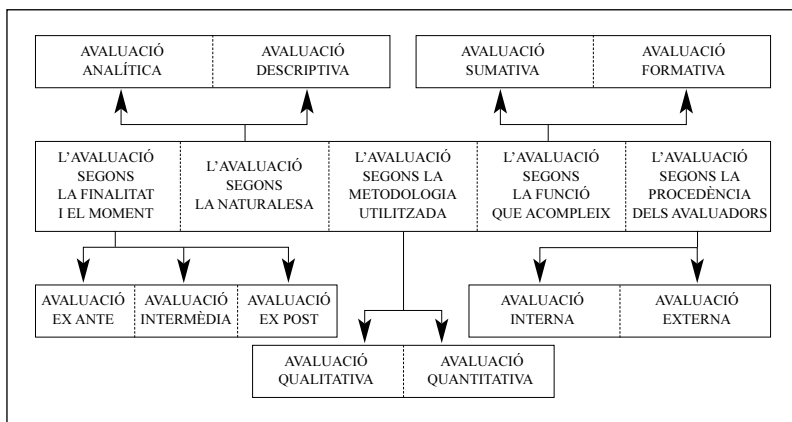 AVALUACIÓ
ANALÍTICA
AVALUACIÓ
DESCRIPTIVA
AVALUACIÓ
SUMATIVA
AVALUACIÓ
FORMATIVA
L'AVALUACIÓ
SEGONS
LA FINALITAT
I EL MOMENT
L'AVALUACIÓ
SEGONS
LA NATURALESA
L'AVALUACIÓ
SEGONS LA
METODOLOGIA
UTILITZADA
L'AVALUACIÓ
SEGONS
LA FUNCIÓ
QUE ACOMPLEIX
L'AVALUACIÓ
SEGONS LA
PROCEDÈNCIA
DELS AVALUADORS
AVALUACIÓ
EX ANTE
AVALUACIÓ
INTERMÈDIA
AVALUACIÓ
EX POST
AVALUACIÓ
INTERNA
AVALUACIÓ
EXTERNA
AVALUACIÓ
QUALITATIVA
AVALUACIÓ
QUANTITATIVA